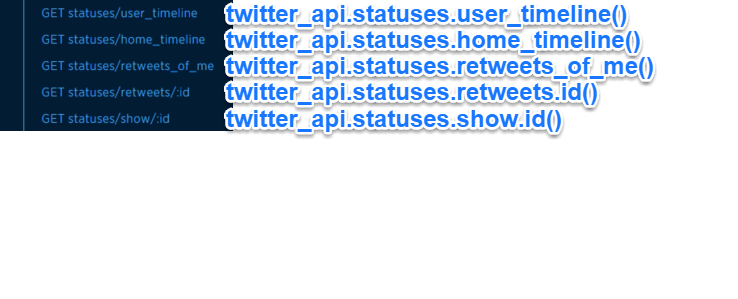 GET statuses/user_timeline twitter_api.statuses.user_timeline()
GET statuses/home_timeline twitter_api.statuses.home_timeline()
GET statuses/retweets_of_me twitter_api.statuses.retweets_of_me()
GET statuses/retweets/:id twitter_api.statuses.retweets.id()
GET statuses/show/:id twitter_api.statuses.show.id()